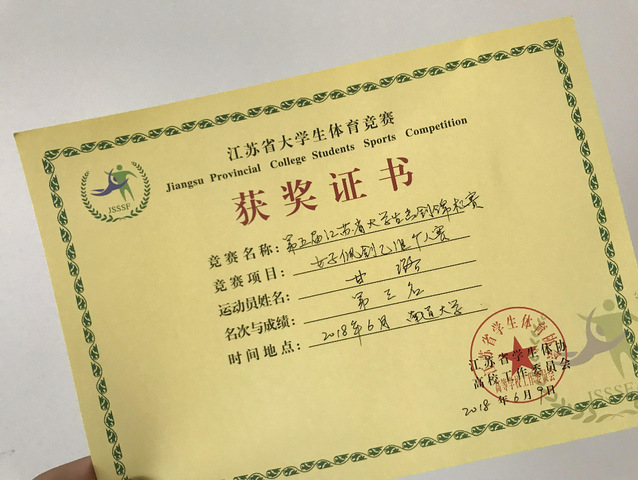 JSSSF
江苏省大学生体育竞赛
Jiangsu Provincial College Students Sports Competition
获奖证书
竞赛名称：第五届江苏省大学生击剑锦标赛
竞赛项目：女子佩剑乙组个人赛
运动员姓名：甘
名次与成绩：第三名
时间地点：2018年6月 南通大学
江苏省学生体协
高校工作委员会
2018年6月9日
JSSSF